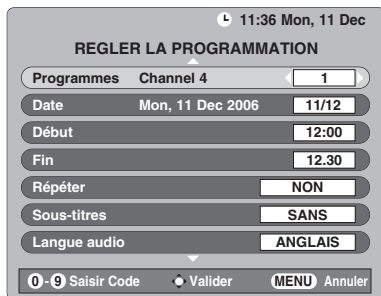 11:36 Mon, 11 Dec
REGLER LA PROGRAMMATION
Programmes Channel 4 1
Date Mon, 11 Dec 2006 11/12
Début 12:00
Fin 12.30
Répéter NON
Sous-titres SANS
Langue audio ANGLAIS
0-9 Saisir Code Valider MENU Annuler